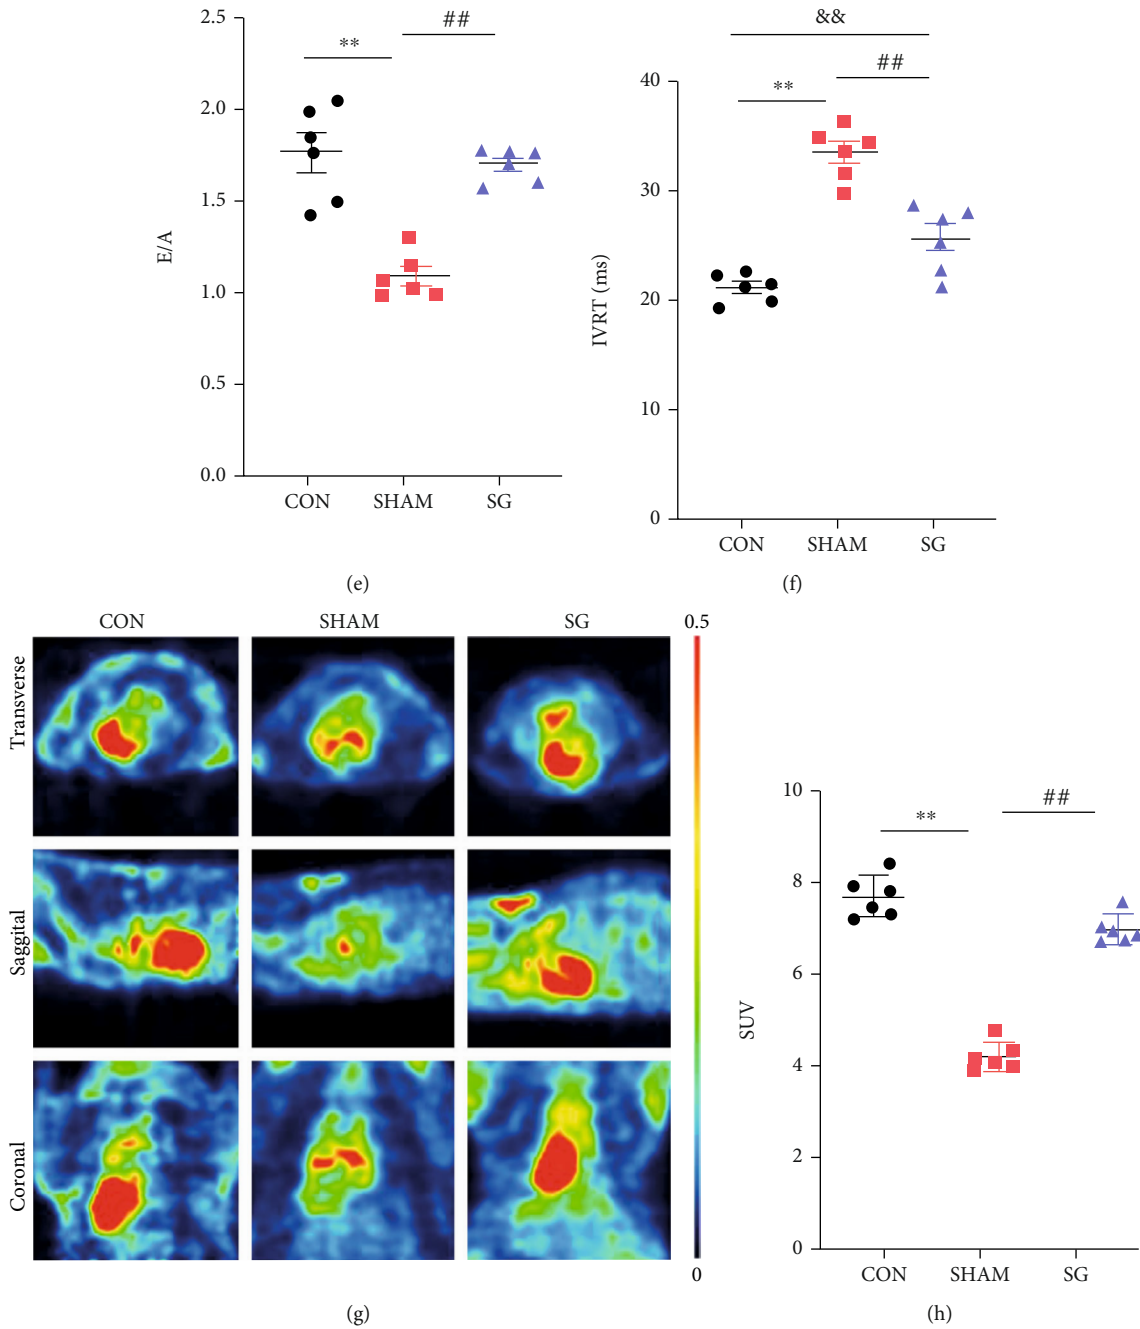 2.5
2.0
1.5
1.0
0.5
0.0
E/A
**
##
CON SHAM SG
(e)
&&
**
##
40
30
20
10
0
IVRT (ms)
CON SHAM SG
(f)
CON SHAM SG
0.5
Transverse
Saggital
Coronal
0
(g)
10
8
6
4
2
0
SUV
**
##
CON SHAM SG
(h)